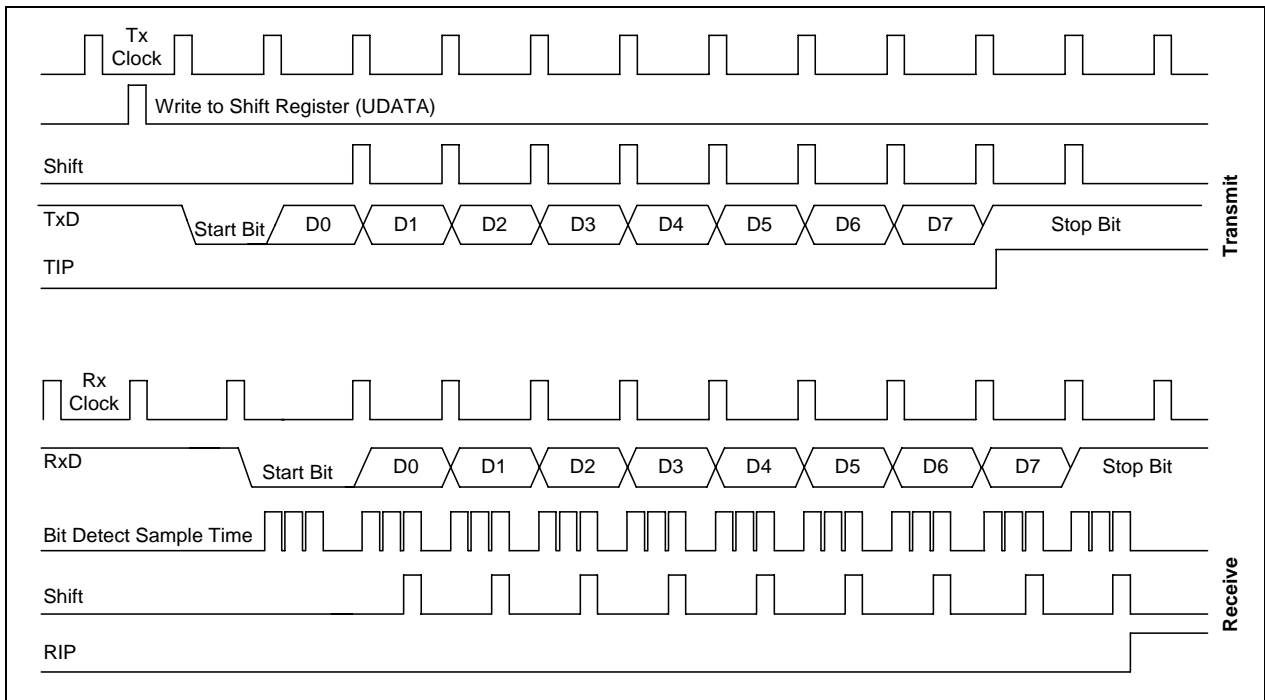 Tx
Clock
Write to Shift Register (UDATA)
Shift
TxD
Start Bit D0 D1 D2 D3 D4 D5 D6 D7 Stop Bit
TIP
Transmit
Rx
Clock
RxD
Start Bit D0 D1 D2 D3 D4 D5 D6 D7 Stop Bit
Bit Detect Sample Time
Shift
RIP
Receive